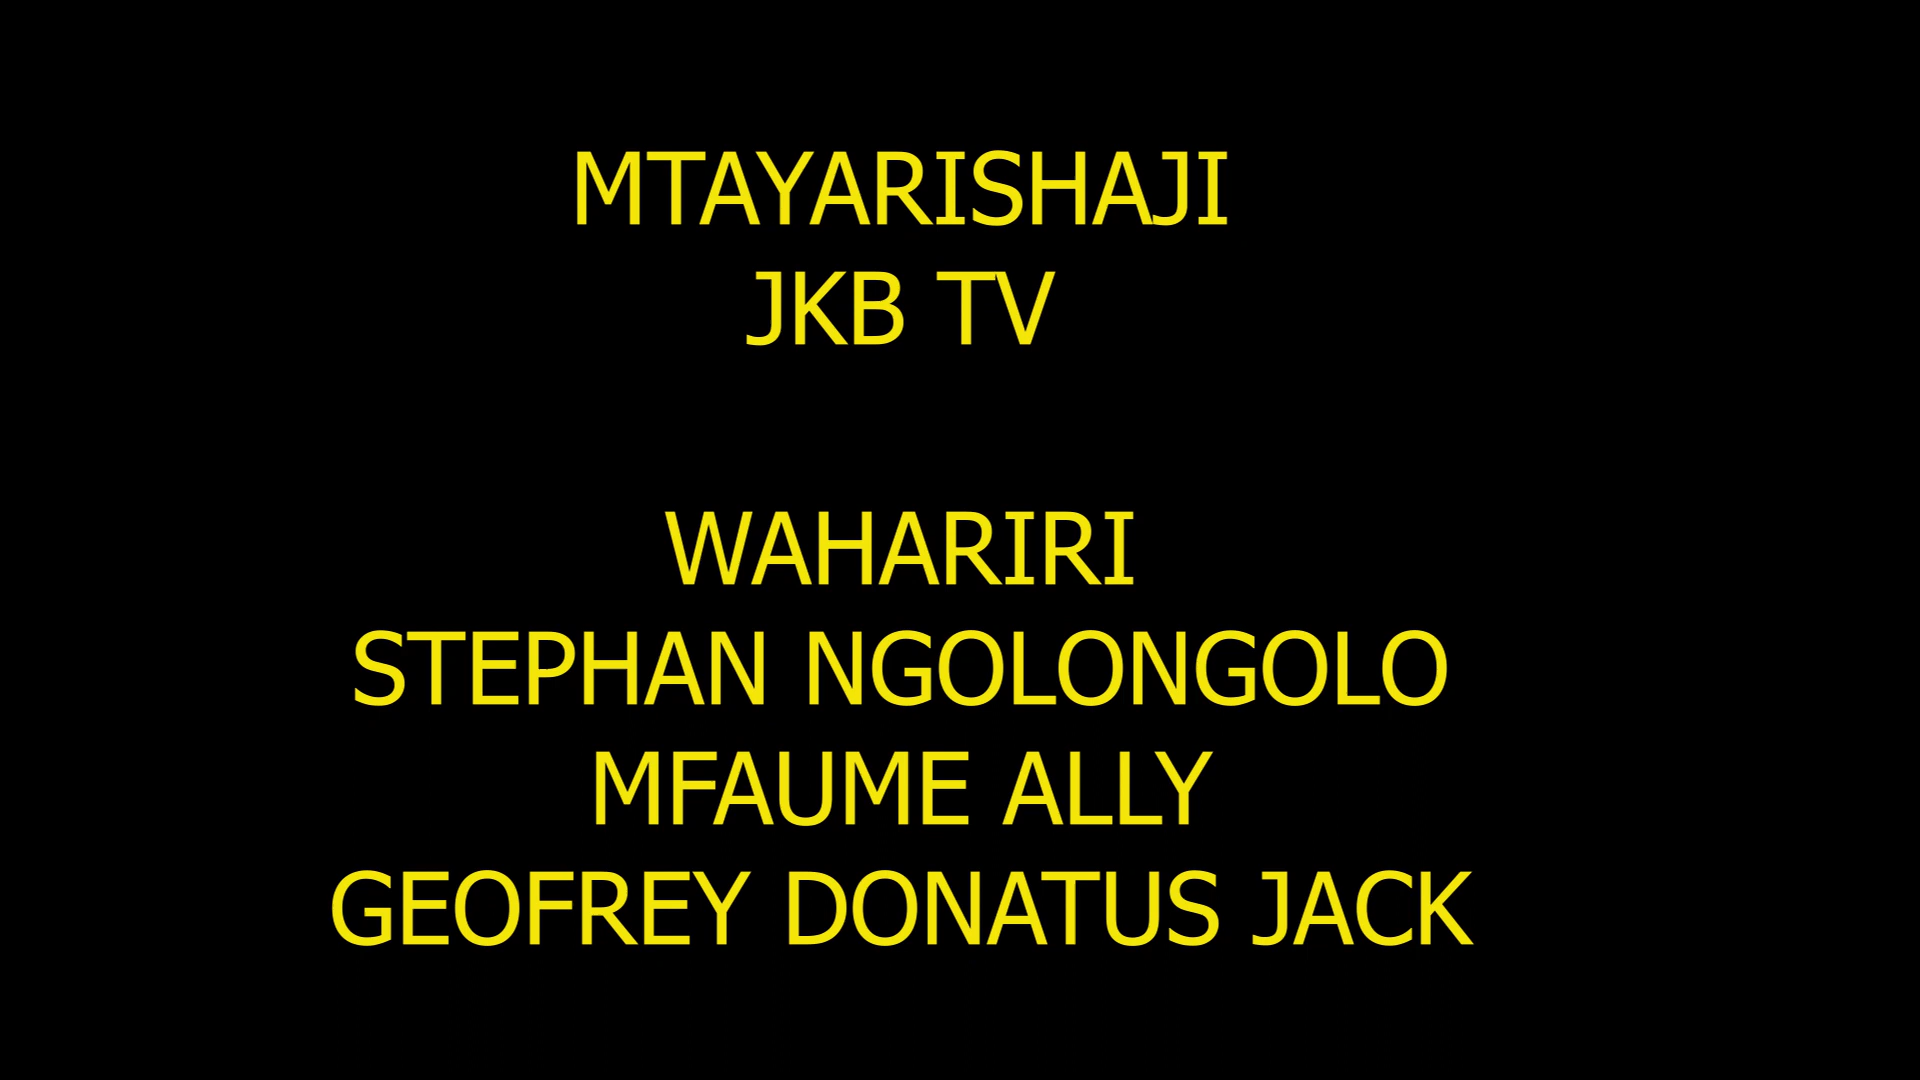 MTAYARISHAJI
JKB TV
WAHARIRI
STEPHAN NGOLONGOLO
MFAUME ALLY
GEOFREY DONATUS JACK